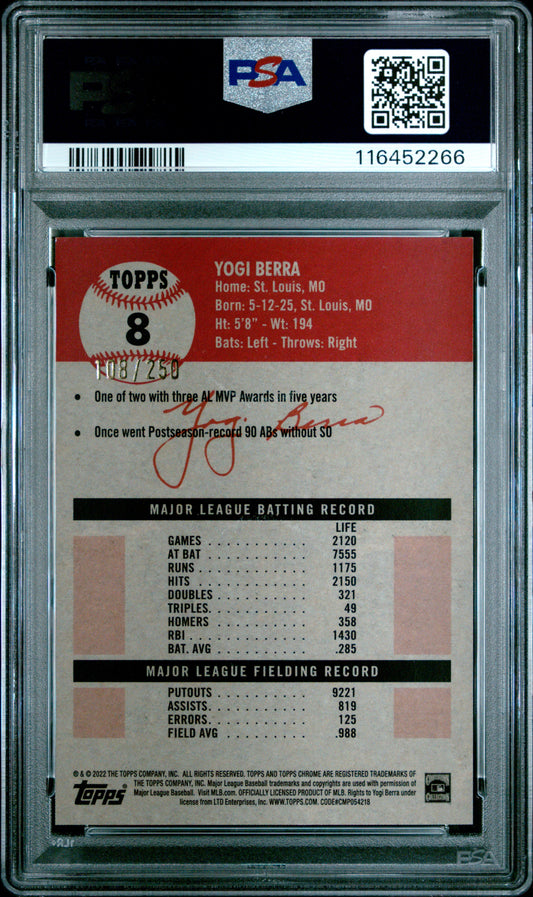 PSA
116452266
TOPPS
8
108/250
YOGI BERRA
Home: St. Louis, MO
Born: 5-12-25, St. Louis, MO
Ht: 5'8" - Wt: 194
Bats: Left - Throws: Right
• One of two with three AL MVP Awards in five years
• Once went Postseason-record 90 ABs without SO
Yogi Berra
MAJOR LEAGUE BATTING RECORD
LIFE
GAMES . . . . . . . . . . . 2120
AT BAT . . . . . . . . . . . 7555
RUNS . . . . . . . . . . . 1175
HITS . . . . . . . . . . . 2150
DOUBLES . . . . . . . . . . 321
TRIPLES. . . . . . . . . . . 49
HOMERS . . . . . . . . . . 358
RBI . . . . . . . . . . . . 1430
BAT. AVG . . . . . . . . . . .285
MAJOR LEAGUE FIELDING RECORD
PUTOUTS . . . . . . . . . . 9221
ASSISTS. . . . . . . . . . . 819
ERRORS. . . . . . . . . . . 125
FIELD AVG . . . . . . . . . .988
® & © 2022 THE TOPPS COMPANY, INC. ALL RIGHTS RESERVED. TOPPS AND TOPPS CHROME ARE REGISTERED TRADEMARKS OF
THE TOPPS COMPANY, INC. Major League Baseball trademarks and copyrights are used with permission of
Major League Baseball. Visit MLB.com. OFFICIALLY LICENSED PRODUCT OF MLB. Rights to Yogi Berra under
license from LTD Enterprises, Inc. WWW.TOPPS.COM. CODE#CMP054218
topps
PSA